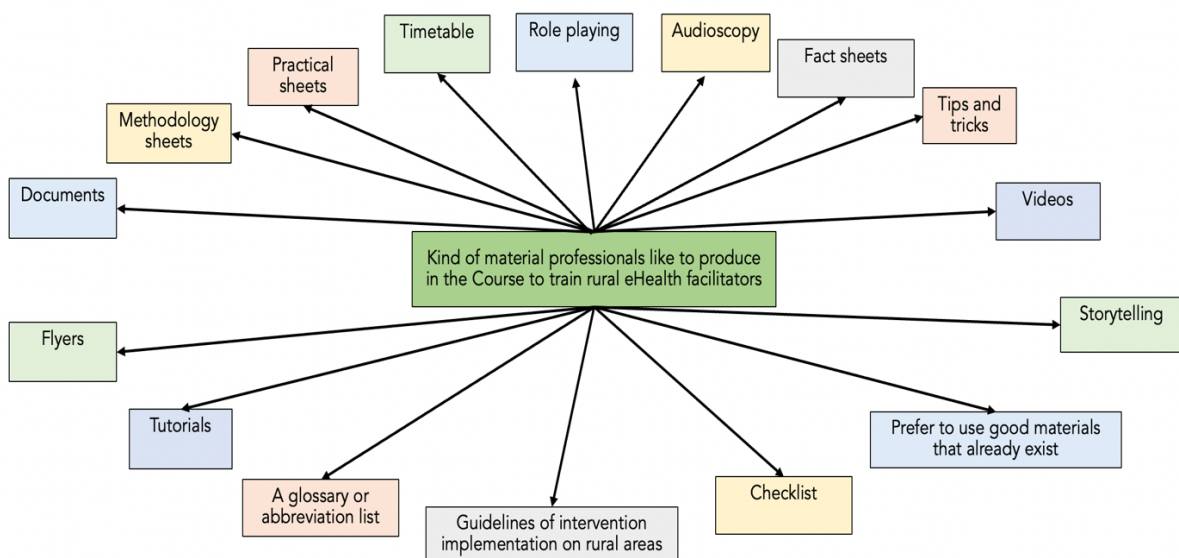 Timetable
Role playing
Audioscopy
Fact sheets
Practical
sheets
Tips and
tricks
Methodology
sheets
Documents
Videos
Kind of material professionals like to produce
in the Course to train rural eHealth facilitators
Storytelling
Flyers
Tutorials
Prefer to use good materials
that already exist
A glossary or
abbreviation list
Checklist
Guidelines of intervention
implementation on rural areas